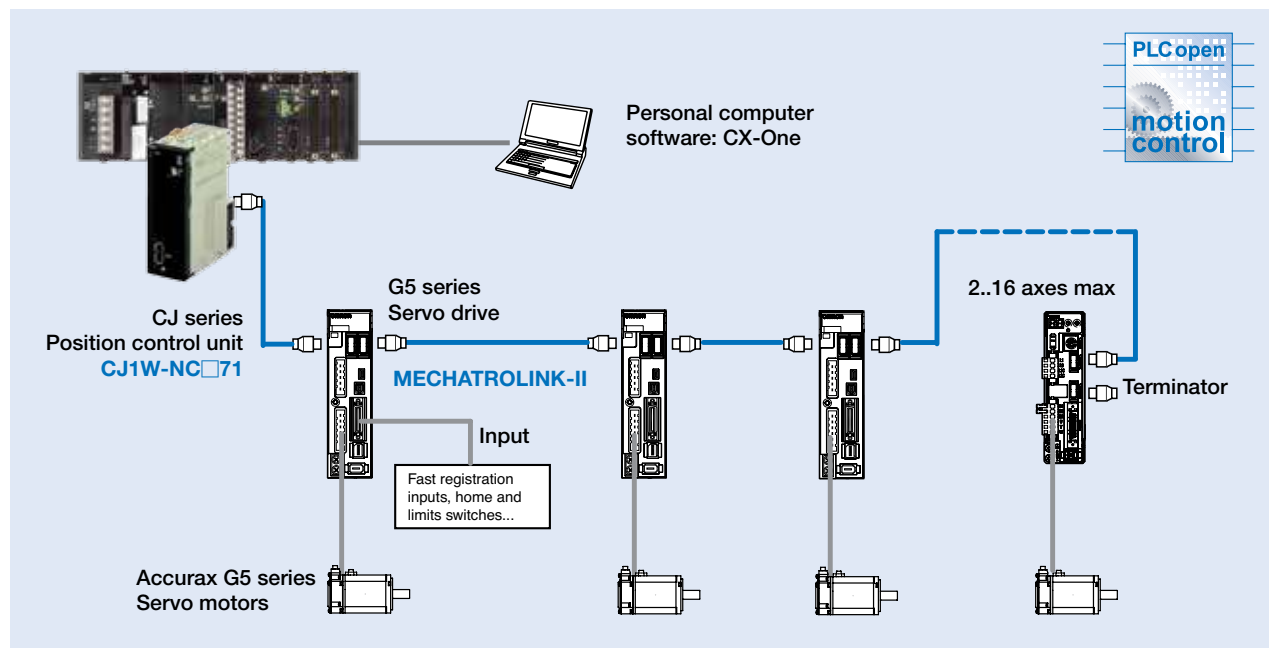 PLCopen
motion
control
Personal computer
software: CX-One
G5 series
Servo drive
2..16 axes max
CJ series
Position control unit
CJ1W-NC□71
MECHATROLINK-II
Terminator
Input
Fast registration
inputs, home and
limits switches...
Accurax G5 series
Servo motors